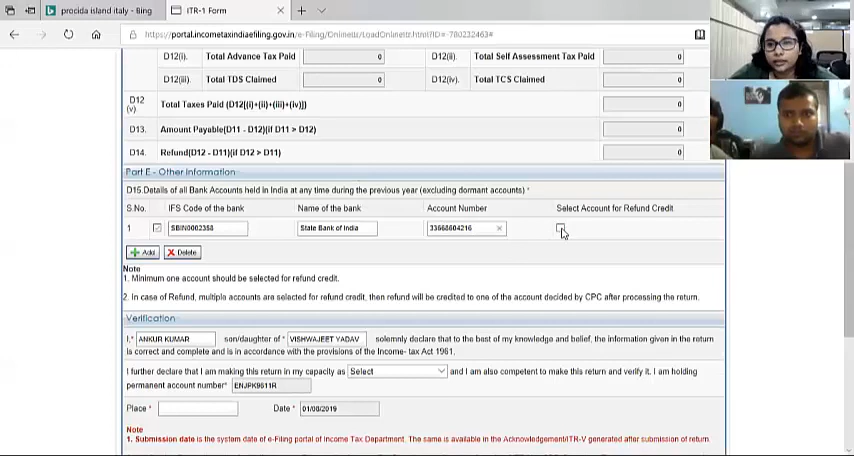 procida island italy - Bing
ITR-1 Form
https://portal.incometaxindiaefiling.gov.in/e-Filing/OnlineItr/LoadOnlineItr.html?ID=-780232463#
D12(i). Total Advance Tax Paid 0 D12(ii). Total Self Assessment Tax Paid 0
D12(iii). Total TDS Claimed 0 D12(iv). Total TCS Claimed 0
D12 (v). Total Taxes Paid (D12[(i)+(ii)+(iii)+(iv)]) 0
D13. Amount Payable(D11 - D12)(if D11 > D12) 0
D14. Refund(D12 - D11)(if D12 > D11) 0
Part E - Other Information
D15.Details of all Bank Accounts held in India at any time during the previous year (excluding dormant accounts) *
S.No. IFS Code of the bank Name of the bank Account Number Select Account for Refund Credit
1 SBIN0002358 State Bank of India 33668604216
Add Delete
Note
1. Minimum one account should be selected for refund credit.
2. In case of Refund, multiple accounts are selected for refund credit, then refund will be credited to one of the account decided by CPC after processing the return.
Verification
I,* ANKUR KUMAR son/daughter of * VISHWAJEET YADAV solemnly declare that to the best of my knowledge and belief, the information given in the return
is correct and complete and is in accordance with the provisions of the Income- tax Act 1961.
I further declare that I am making this return in my capacity as Select and I am also competent to make this return and verify it. I am holding
permanent account number* ENJPK9611R
Place * Date * 01/08/2019
Note
1. Submission date is the system date of e-Filing portal of Income Tax Department. The same is available in the Acknowledgement/ITR-V generated after submission of return.